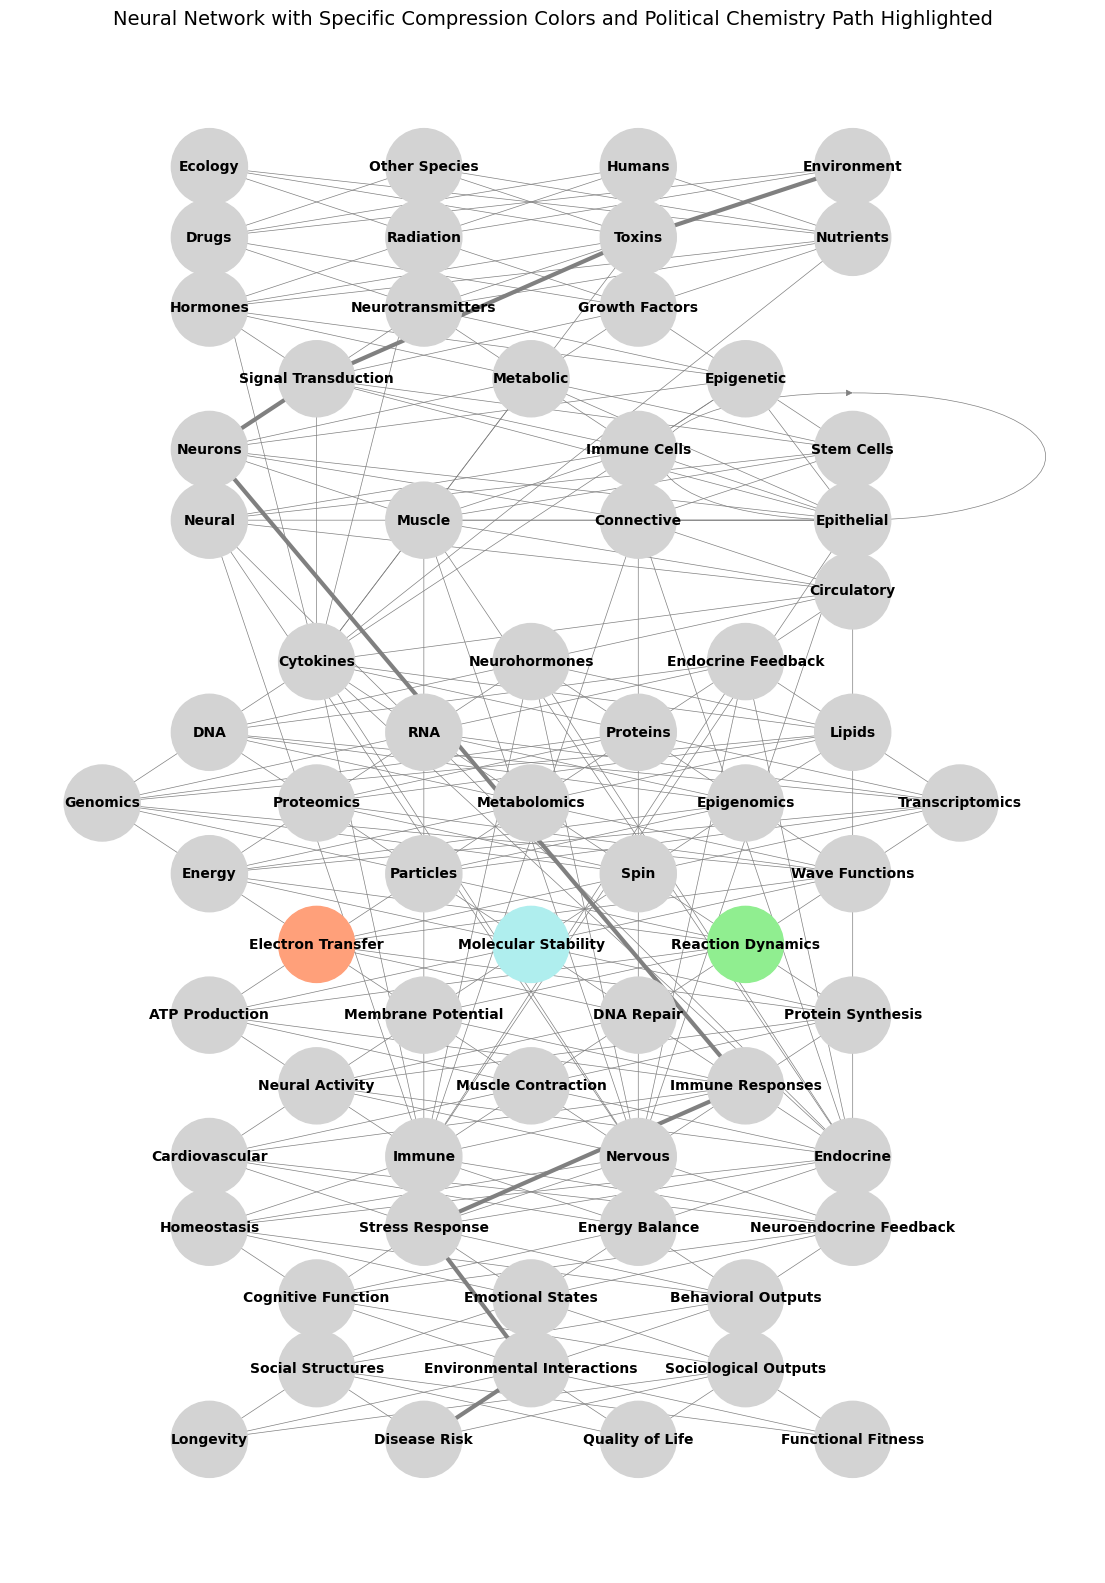 Neural Network with Specific Compression Colors and Political Chemistry Path Highlighted
Ecology Other Species Humans Environment
Drugs Radiation Toxins Nutrients
Hormones Neurotransmitters Growth Factors
Signal Transduction Metabolic Epigenetic
Neurons Immune Cells Stem Cells
Neural Muscle Connective Epithelial
Circulatory
Cytokines Neurohormones Endocrine Feedback
DNA RNA Proteins Lipids
Genomics Proteomics Metabolomics Epigenomics Transcriptomics
Energy Particles Spin Wave Functions
Electron Transfer Molecular Stability Reaction Dynamics
ATP Production Membrane Potential DNA Repair Protein Synthesis
Neural Activity Muscle Contraction Immune Responses
Cardiovascular Immune Nervous Endocrine
Homeostasis Stress Response Energy Balance Neuroendocrine Feedback
Cognitive Function Emotional States Behavioral Outputs
Social Structures Environmental Interactions Sociological Outputs
Longevity Disease Risk Quality of Life Functional Fitness